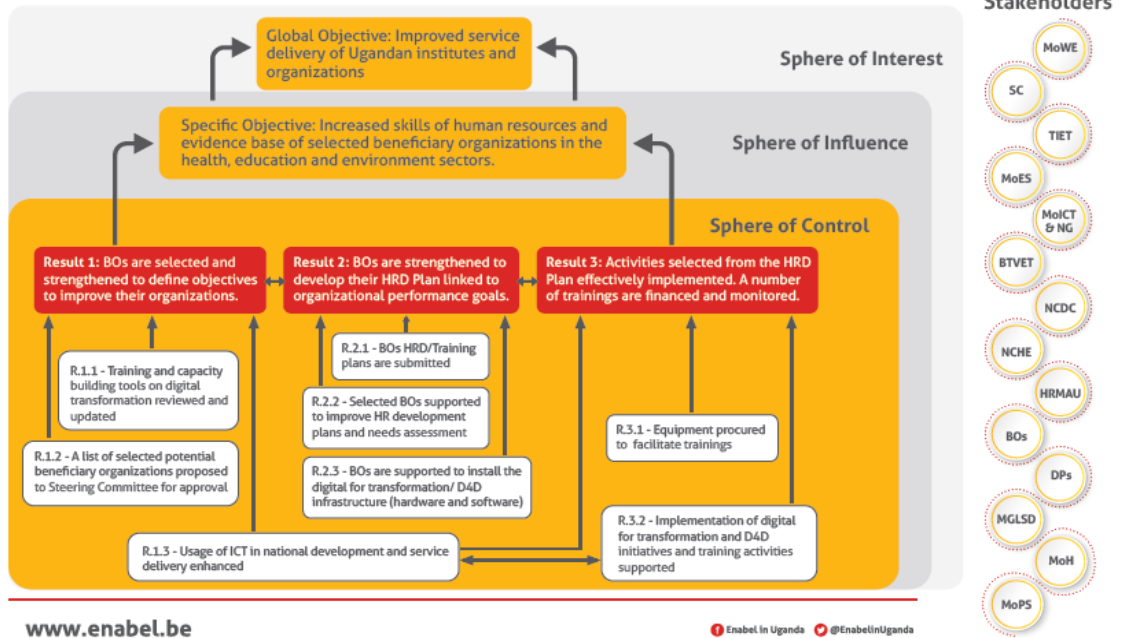 Stakeholders
Global Objective: Improved service
delivery of Ugandan institutes and
organizations
Sphere of Interest
Specific Objective: Increased skills of human resources and
evidence base of selected beneficiary organizations in the
health, education and environment sectors.
Sphere of Influence
Sphere of Control
Result 1: BOs are selected and
strengthened to define objectives
to improve their organizations.
Result 2: BOs are strengthened to
develop their HRD Plan linked to
organizational performance goals.
Result 3: Activities selected from the HRD
Plan effectively implemented. A number
of trainings are financed and monitored.
R.1.1 - Training and capacity
building tools on digital
transformation reviewed and
updated
R.1.2 - A list of selected potential
beneficiary organizations proposed
to Steering Committee for approval
R.2.1 - BOs HRD/Training
plans are submitted
R.2.2 - Selected BOs supported
to improve HR development
plans and needs assessment
R.2.3 - BOs are supported to install the
digital for transformation/ D4D
infrastructure (hardware and software)
R.3.1 - Equipment procured
to facilitate trainings
R.1.3 - Usage of ICT in national development and service
delivery enhanced
R.3.2 - Implementation of digital
for transformation and D4D
initiatives and training activities
supported
MoWE
SC
TIET
MoES
MoICT
& NG
BTVET
NCDC
NCHE
HRMAU
BOs
DPs
MGLSD
MoH
MoPS
www.enabel.be
Enabel in Uganda
@EnabelinUganda